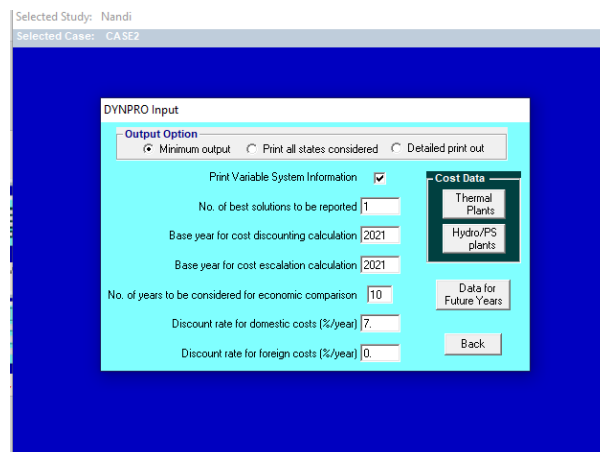 Selected Study: Nandi
Selected Case: CASE2
DYNPRO Input
Output Option
Minimum output Print all states considered Detailed print out
Print Variable System Information
No. of best solutions to be reported 1
Base year for cost discounting calculation 2021
Base year for cost escalation calculation 2021
No. of years to be considered for economic comparison 10
Discount rate for domestic costs (%/year) 7.
Discount rate for foreign costs (%/year) 0.
Cost Data
Thermal
Plants
Hydro/PS
plants
Data for
Future Years
Back